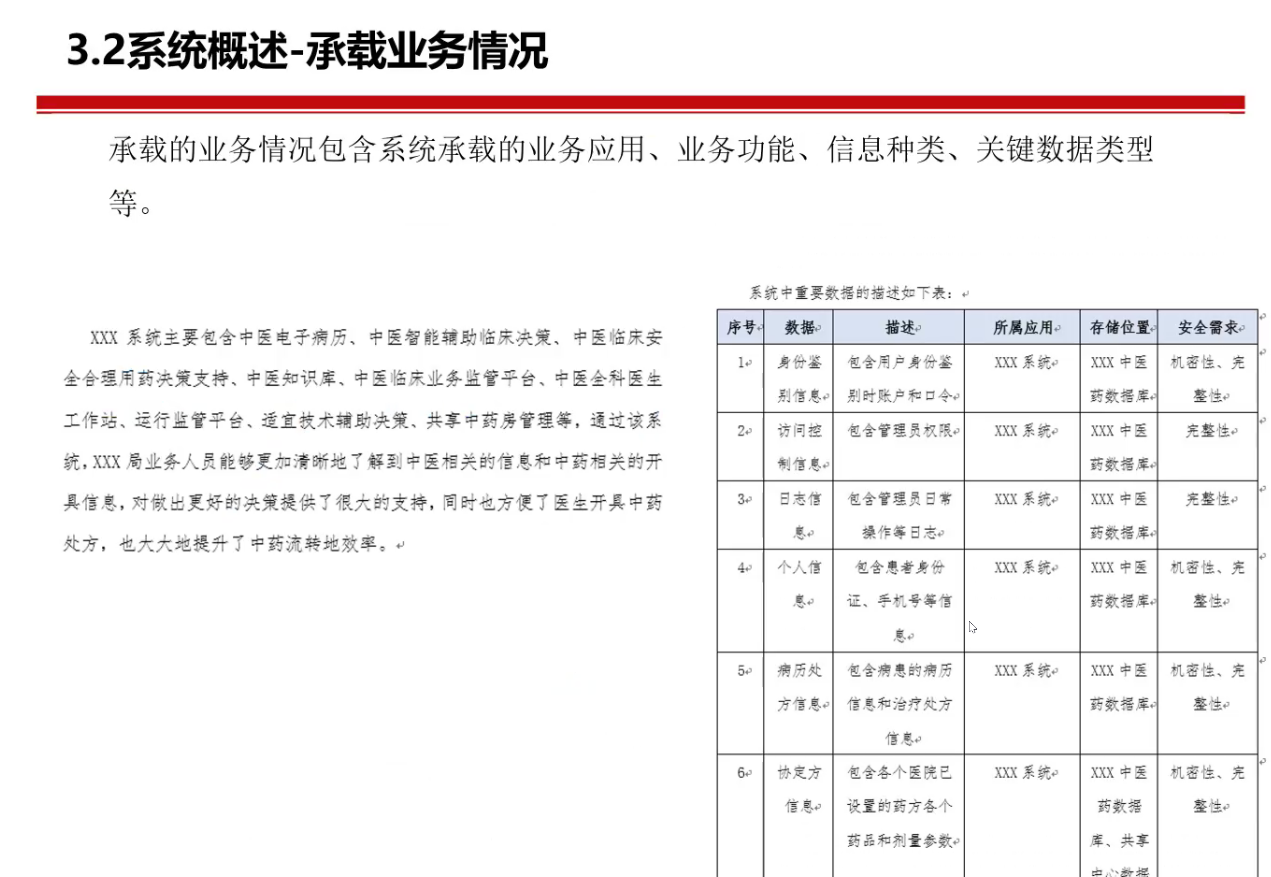 3.2系统概述-承载业务情况
承载的业务情况包含系统承载的业务应用、业务功能、信息种类、关键数据类型
等。
XXX 系统主要包含中医电子病历、中医智能辅助临床决策、中医临床安
全合理用药决策支持、中医知识库、中医临床业务监管平台、中医全科医生
工作站、运行监管平台、适宜技术辅助决策、共享中药房管理等，通过该系
统，XXX 局业务人员能够更加清晰地了解到中医相关的信息和中药相关的开
具信息，对做出更好的决策提供了很大的支持，同时也方便了医生开具中药
处方，也大大地提升了中药流转地效率。
系统中重要数据的描述如下表：
序号 数据 描述 所属应用 存储位置 安全需求
1 身份鉴 包含用户身份鉴 XXX 系统 XXX 中医 机密性、完
别信息 别时账户和口令 药数据库 整性
2 访问控 包含管理员权限 XXX 系统 XXX 中医 完整性
制信息 药数据库
3 日志信 包含管理员日常 XXX 系统 XXX 中医 完整性
息 操作等日志 药数据库
4 个人信 包含患者身份 XXX 系统 XXX 中医 机密性、完
息 证、手机号等信 药数据库 整性
息
5 病历处 包含病患的病历 XXX 系统 XXX 中医 机密性、完
方信息 信息和治疗处方 药数据库 整性
信息
6 协定方 包含各个医院已 XXX 系统 XXX 中医 机密性、完
信息 设置的药方各个 药数据 整性
药品和剂量参数 库、共享
中心数据